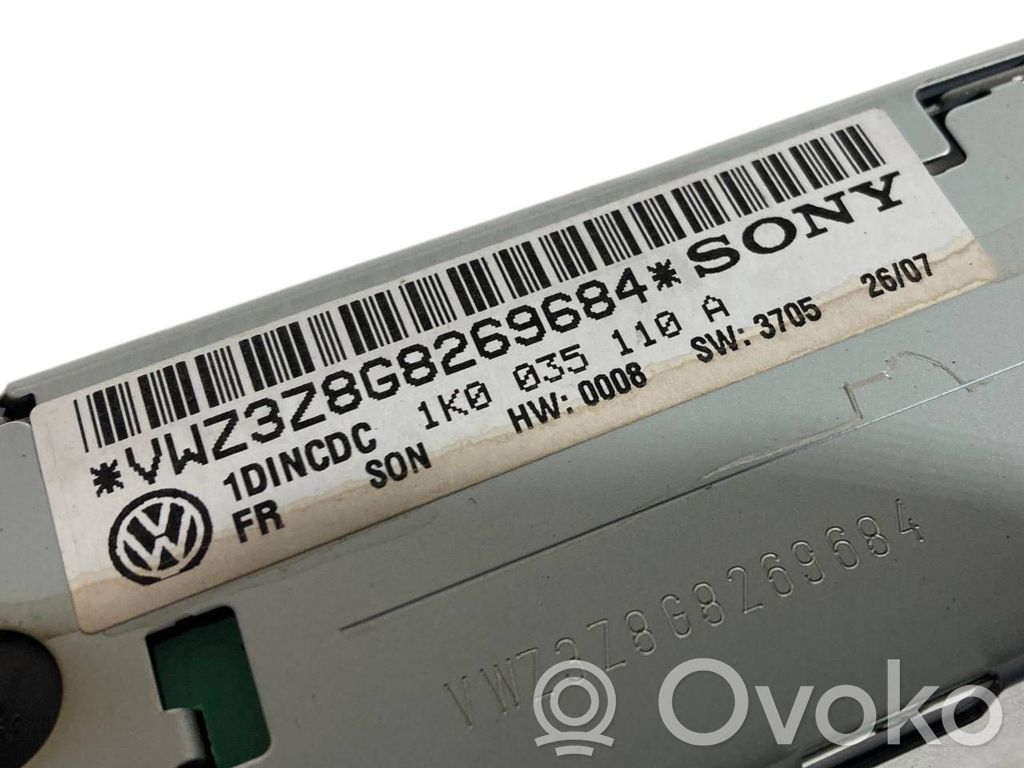 *VWZ3Z8G8269684* SONY
1DINCDC 1K0 035 110 A
FR SON HW: 0008 SW: 3705 26/07
VWZ3Z8G8269684
Ovoko